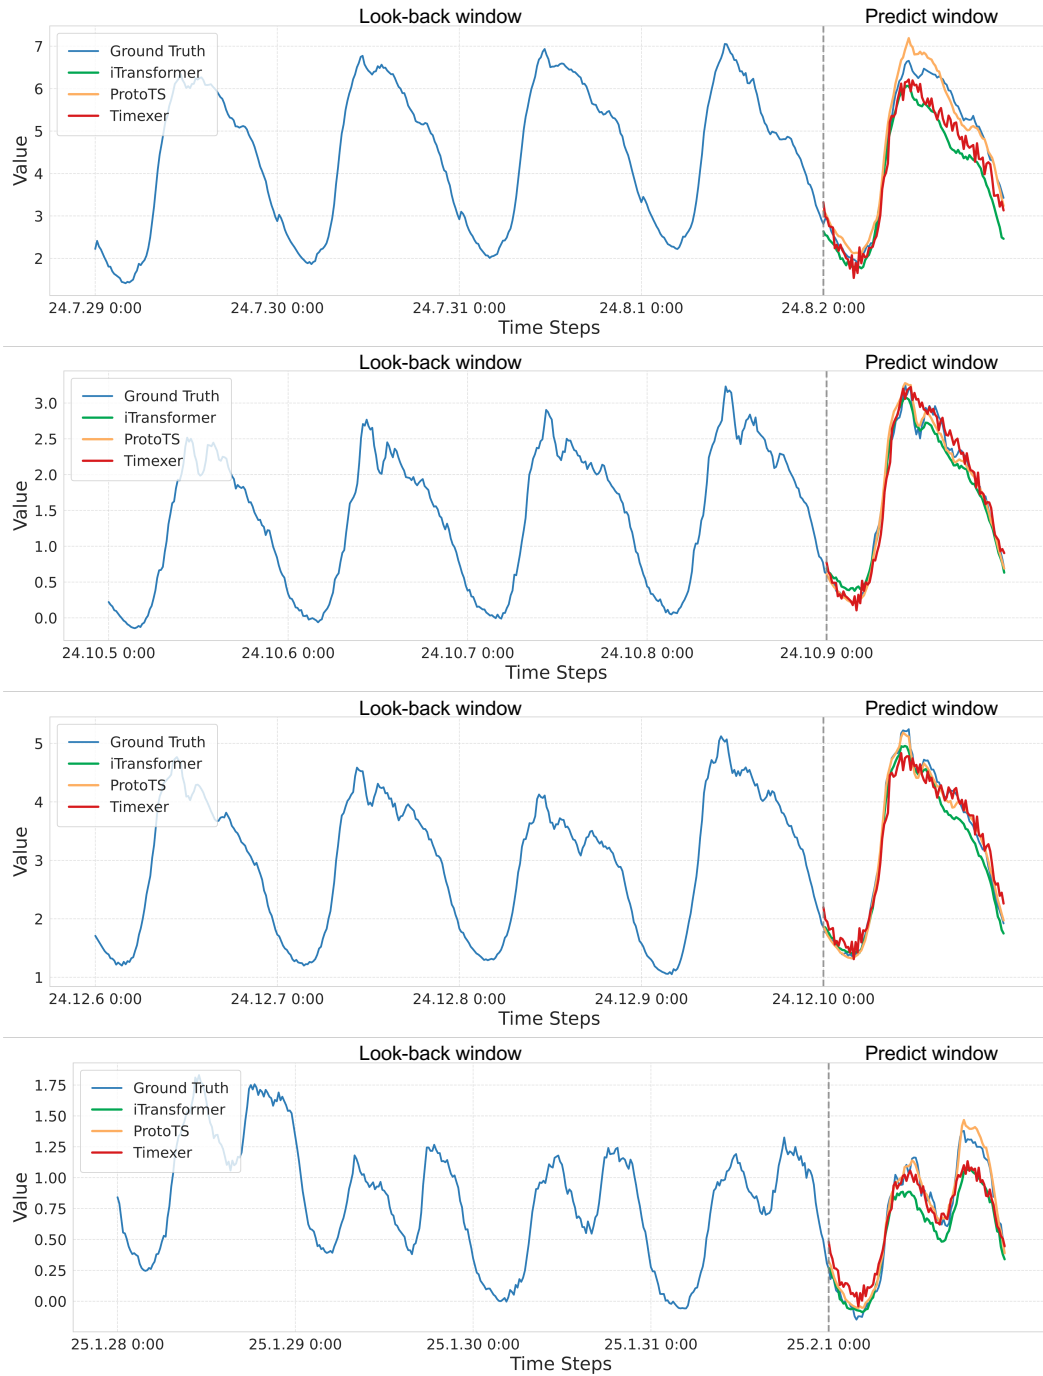 Look-back window Predict window
Ground Truth
iTransformer
ProtoTS
Timexer
7
6
5
4
3
2
Value
24.7.29 0:00 24.7.30 0:00 24.7.31 0:00 24.8.1 0:00 24.8.2 0:00
Time Steps
Look-back window Predict window
Ground Truth
iTransformer
ProtoTS
Timexer
3.0
2.5
2.0
1.5
1.0
0.5
0.0
Value
24.10.5 0:00 24.10.6 0:00 24.10.7 0:00 24.10.8 0:00 24.10.9 0:00
Time Steps
Look-back window Predict window
Ground Truth
iTransformer
ProtoTS
Timexer
5
4
3
2
1
Value
24.12.6 0:00 24.12.7 0:00 24.12.8 0:00 24.12.9 0:00 24.12.10 0:00
Time Steps
Look-back window Predict window
Ground Truth
iTransformer
ProtoTS
Timexer
1.75
1.50
1.25
1.00
0.75
0.50
0.25
0.00
Value
25.1.28 0:00 25.1.29 0:00 25.1.30 0:00 25.1.31 0:00 25.2.1 0:00
Time Steps